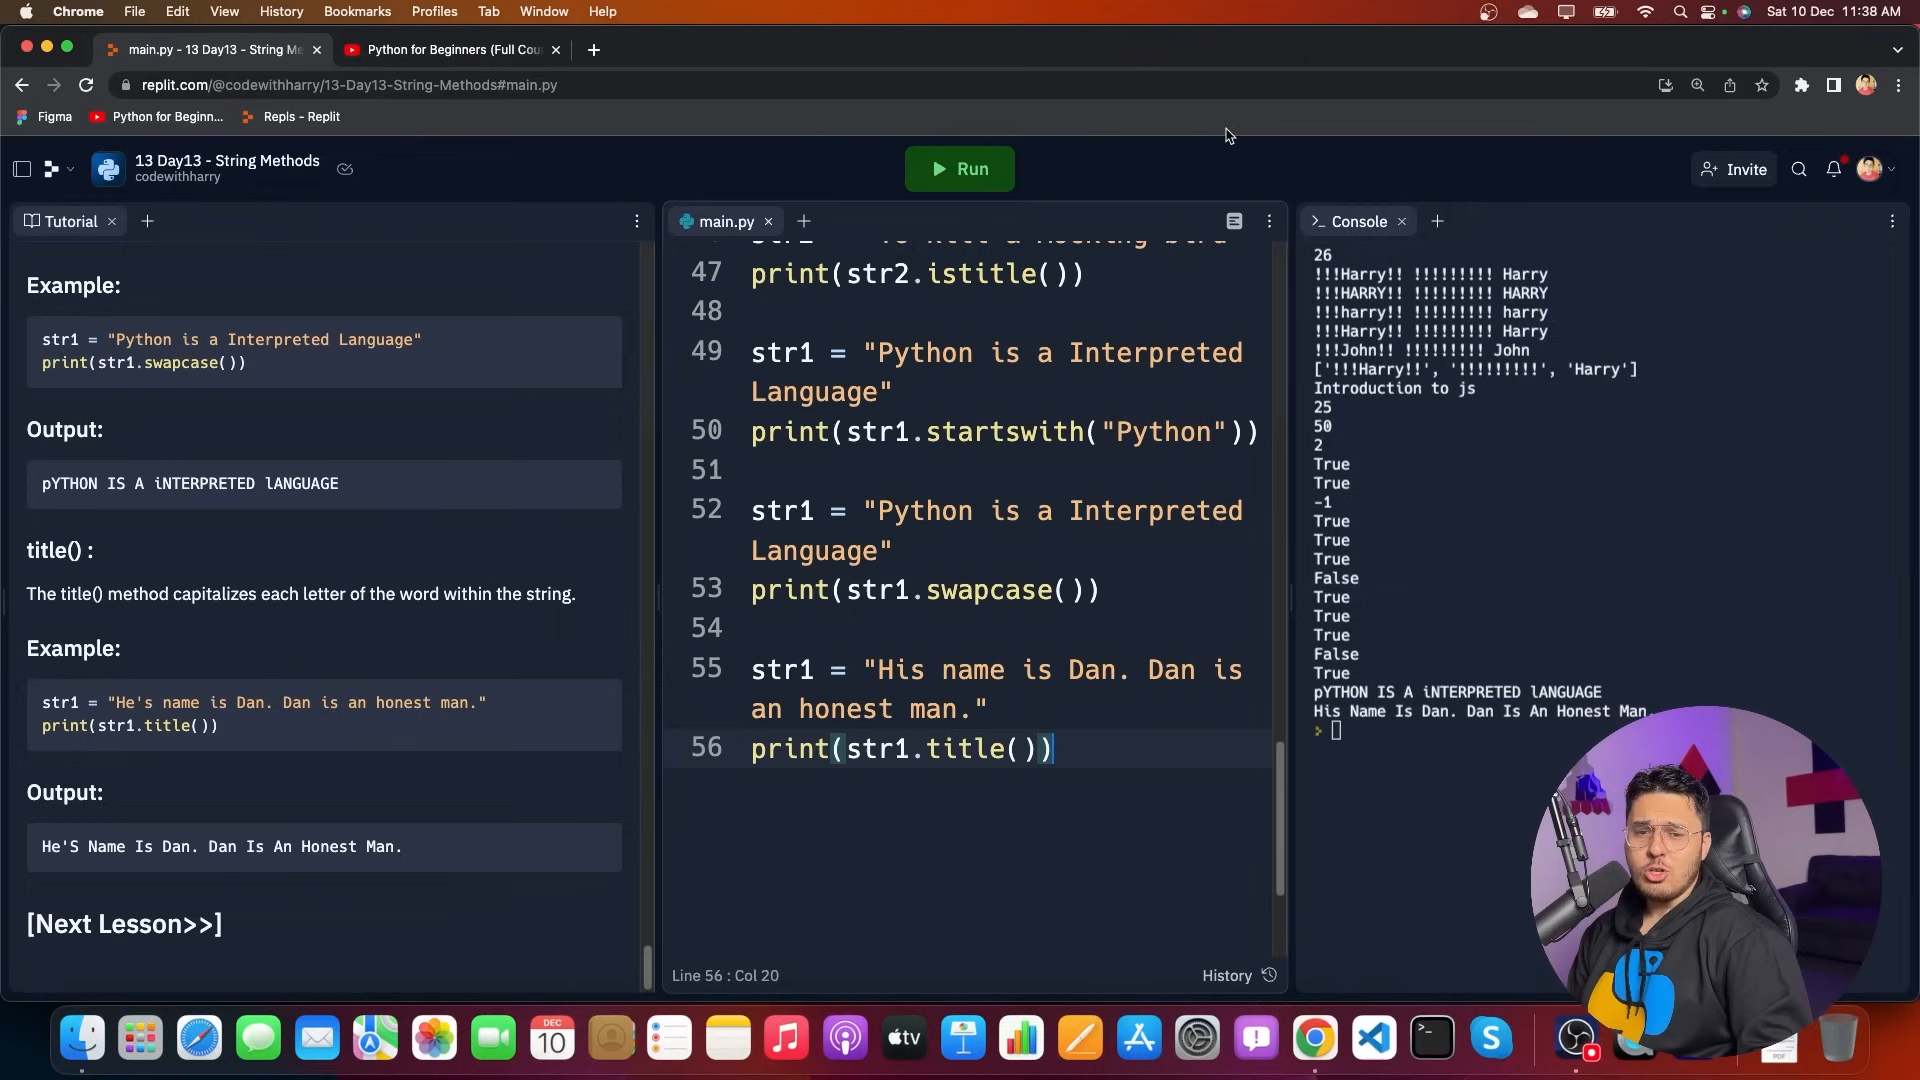 Chrome File Edit View History Bookmarks Profiles Tab Window Help Sat 10 Dec 11:38 AM
main.py - 13 Day13 - String Me
Python for Beginners (Full Cou
replit.com/@codewithharry/13-Day13-String-Methods#main.py
Figma Python for Beginn... Repls - Replit
13 Day13 - String Methods
codewithharry
Run
Invite
Tutorial
Example:
str1 = "Python is a Interpreted Language"
print(str1.swapcase())
Output:
pYTHON IS A iNTERPRETED lANGUAGE
title() :
The title() method capitalizes each letter of the word within the string.
Example:
str1 = "He's name is Dan. Dan is an honest man."
print(str1.title())
Output:
He'S Name Is Dan. Dan Is An Honest Man.
[Next Lesson>>]
main.py
47 print(str2.istitle())
48
49 str1 = "Python is a Interpreted
Language"
50 print(str1.startswith("Python"))
51
52 str1 = "Python is a Interpreted
Language"
53 print(str1.swapcase())
54
55 str1 = "His name is Dan. Dan is
an honest man."
56 print(str1.title())
Line 56 : Col 20
History
Console
26
!!!Harry!! !!!!!!!!! Harry
!!!HARRY!! !!!!!!!!! HARRY
!!!harry!! !!!!!!!!! harry
!!!Harry!! !!!!!!!!! Harry
!!!John!! !!!!!!!!! John
['!!!Harry!!', '!!!!!!!!!', 'Harry']
Introduction to js
25
50
2
True
True
-1
True
True
True
False
True
True
True
False
True
pYTHON IS A iNTERPRETED lANGUAGE
His Name Is Dan. Dan Is An Honest Man.
DEC
10
tv
PDF